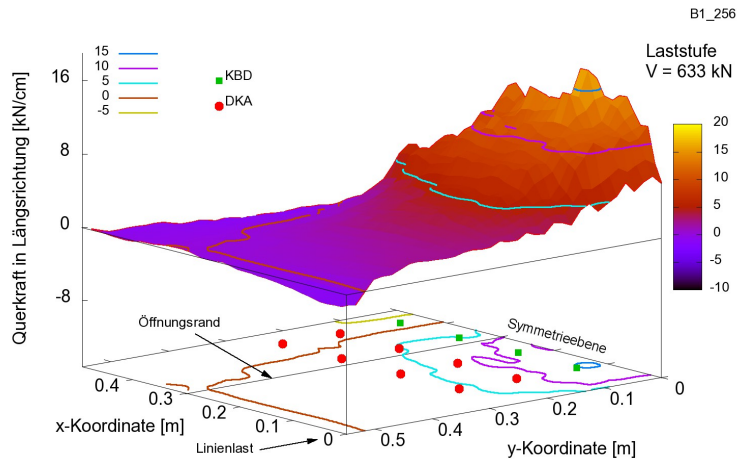 B1_256
Laststufe
V = 633 kN
15
10
5
0
-5
KBD
DKA
Querkraft in Längsrichtung [kN/cm]
16
8
0
-8
20
15
10
5
0
-5
-10
Öffnungsrand
Symmetrieebene
Linienlast
0.4
0.3
0.2
0.1
0
x-Koordinate [m]
0.5
0.4
0.3
0.2
0.1
0
y-Koordinate [m]